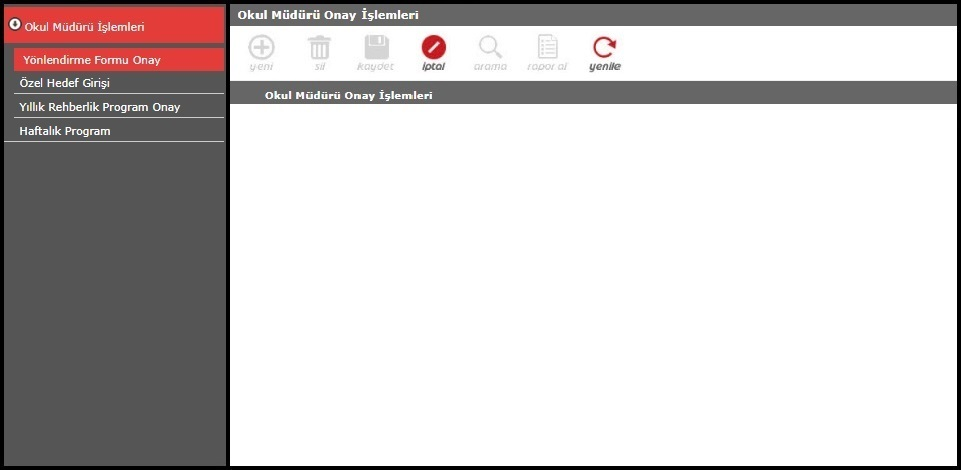 Okul Müdürü İşlemleri
Yönlendirme Formu Onay
Özel Hedef Girişi
Yıllık Rehberlik Program Onay
Haftalık Program
Okul Müdürü Onay İşlemleri
yeni sil kaydet iptal arama rapor al yenile
Okul Müdürü Onay İşlemleri